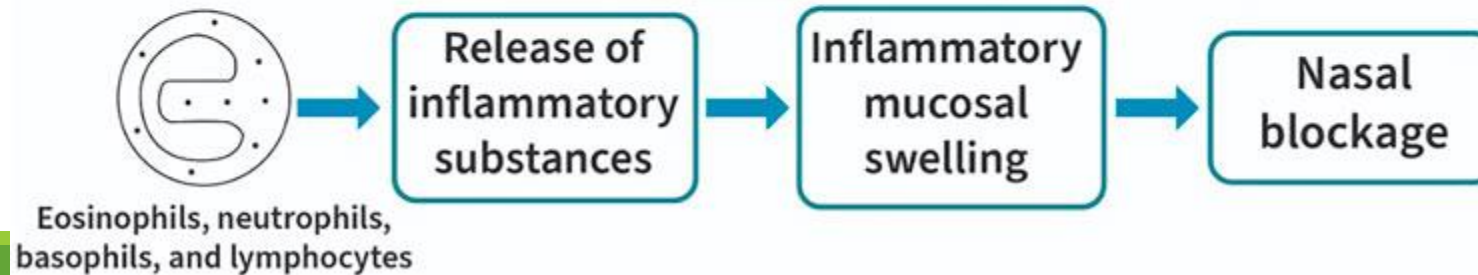 Release of
inflammatory
substances
Inflammatory
mucosal
swelling
Nasal
blockage
Eosinophils, neutrophils,
basophils, and lymphocytes